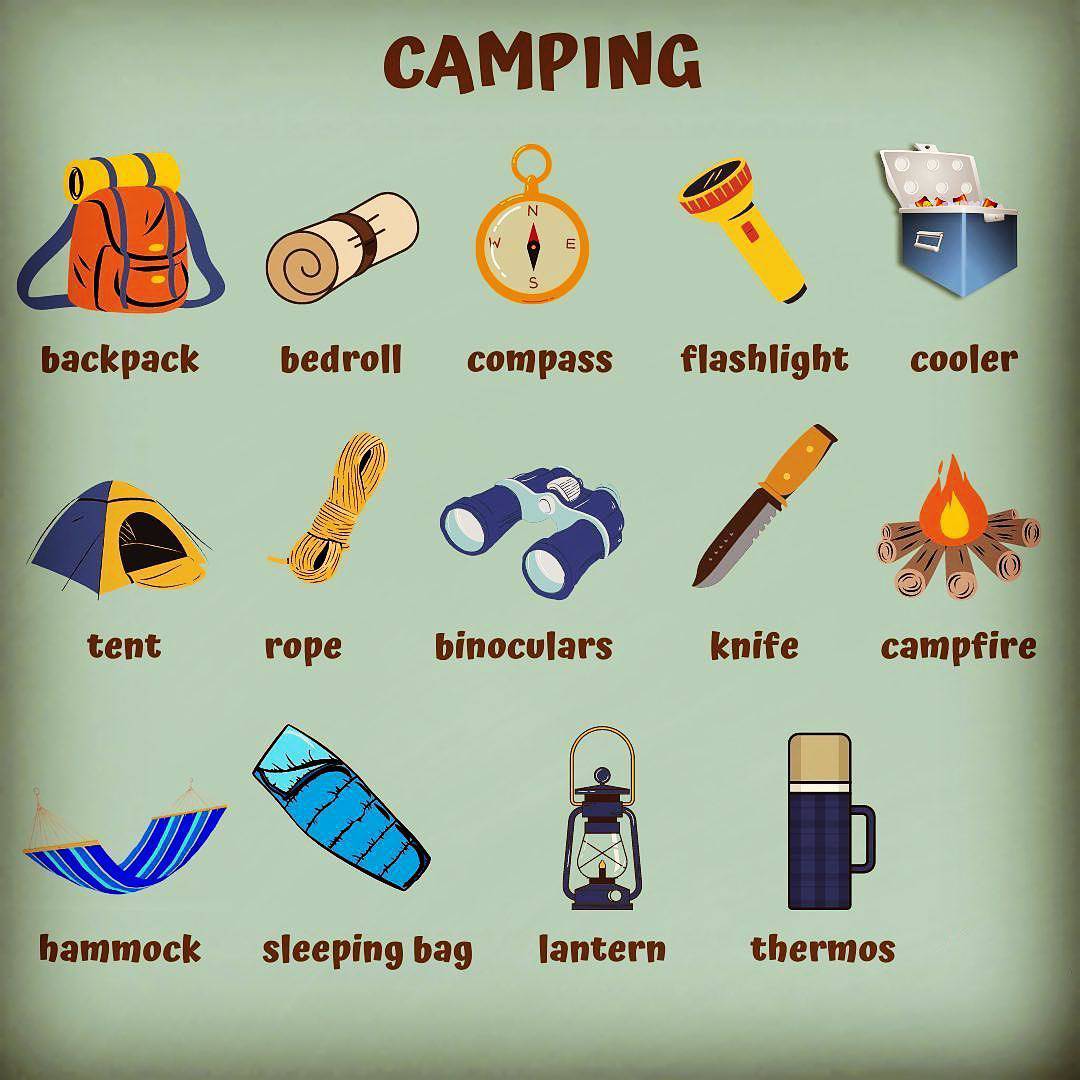 CAMPING
N
W E
S
backpack bedroll compass flashlight cooler
tent rope binoculars knife campfire
hammock sleeping bag lantern thermos